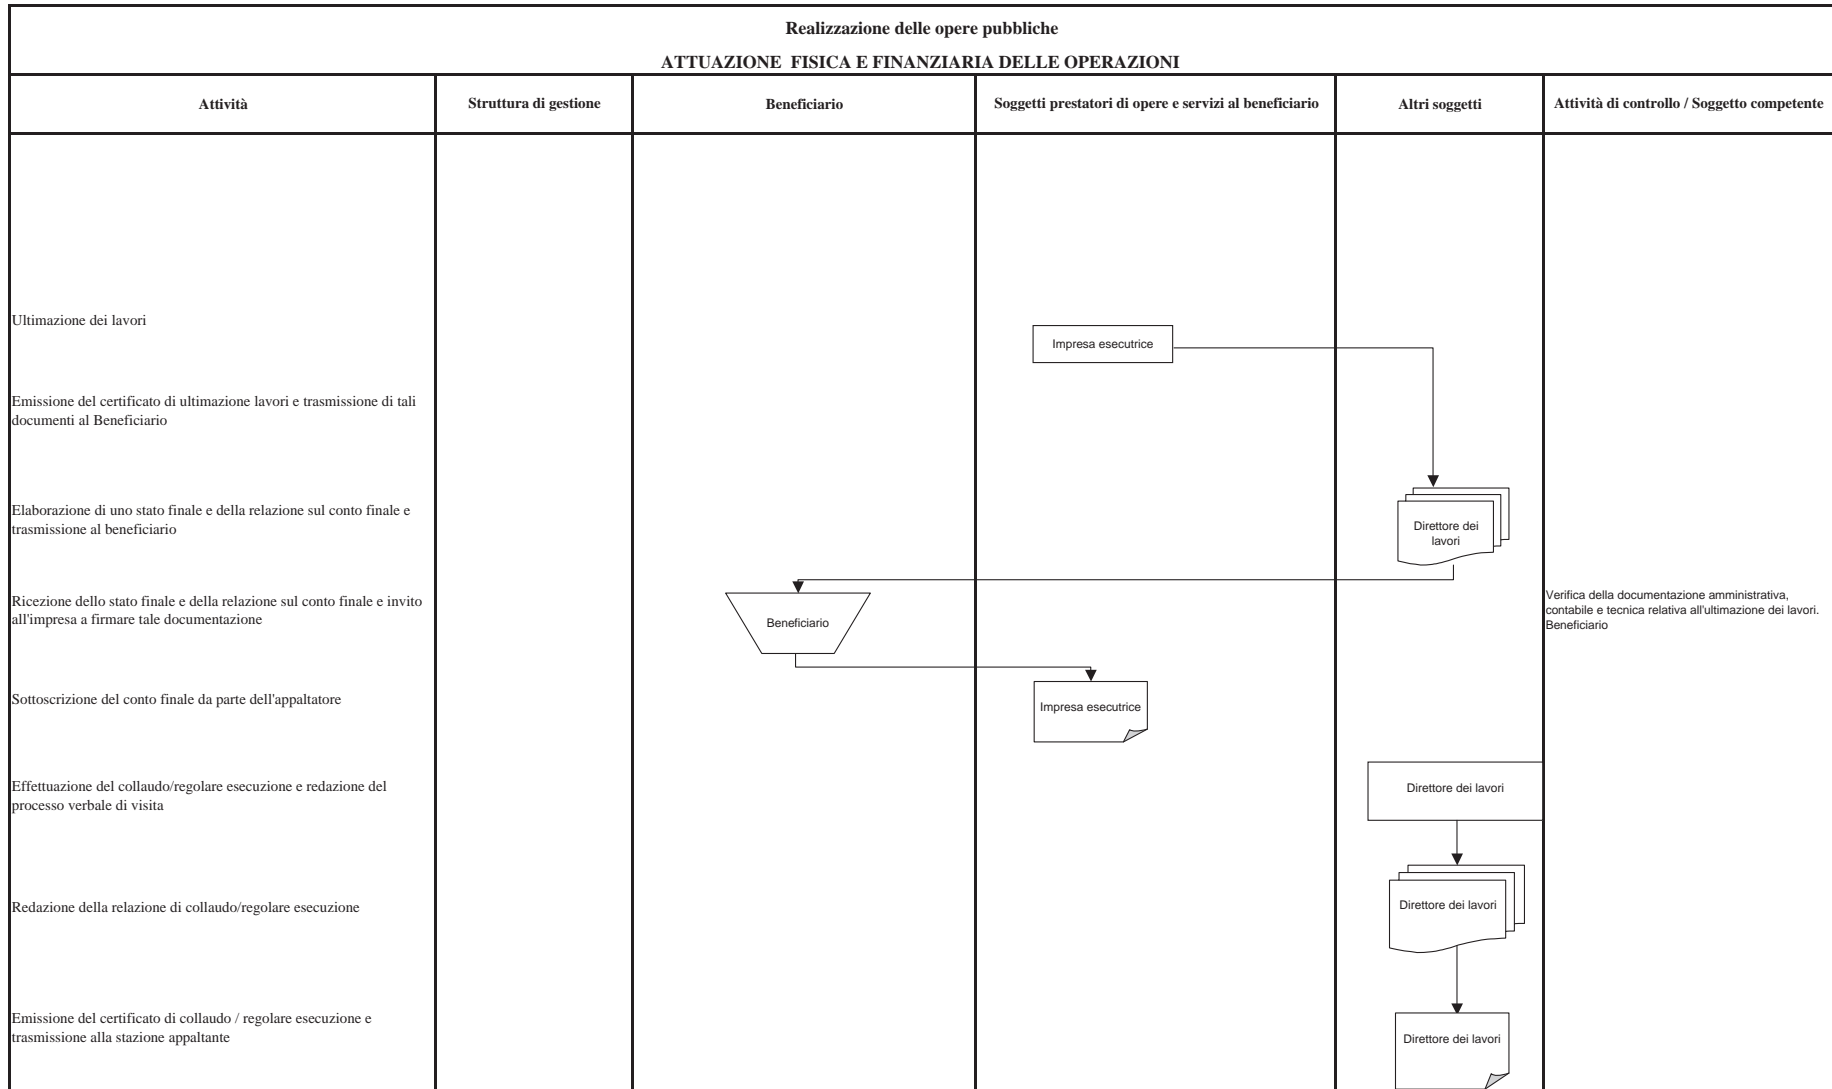 Realizzazione delle opere pubbliche
ATTUAZIONE FISICA E FINANZIARIA DELLE OPERAZIONI
Attività
Struttura di gestione
Beneficiario
Soggetti prestatori di opere e servizi al beneficiario
Altri soggetti
Attività di controllo / Soggetto competente
Ultimazione dei lavori
Impresa esecutrice
Emissione del certificato di ultimazione lavori e trasmissione di tali
documenti al Beneficiario
Elaborazione di uno stato finale e della relazione sul conto finale e
trasmissione al beneficiario
Direttore dei
lavori
Ricezione dello stato finale e della relazione sul conto finale e invito
all'impresa a firmare tale documentazione
Beneficiario
Verifica della documentazione amministrativa,
contabile e tecnica relativa all'ultimazione dei lavori.
Beneficiario
Sottoscrizione del conto finale da parte dell'appaltatore
Impresa esecutrice
Effettuazione del collaudo/regolare esecuzione e redazione del
processo verbale di visita
Direttore dei lavori
Redazione della relazione di collaudo/regolare esecuzione
Direttore dei lavori
Emissione del certificato di collaudo / regolare esecuzione e
trasmissione alla stazione appaltante
Direttore dei lavori